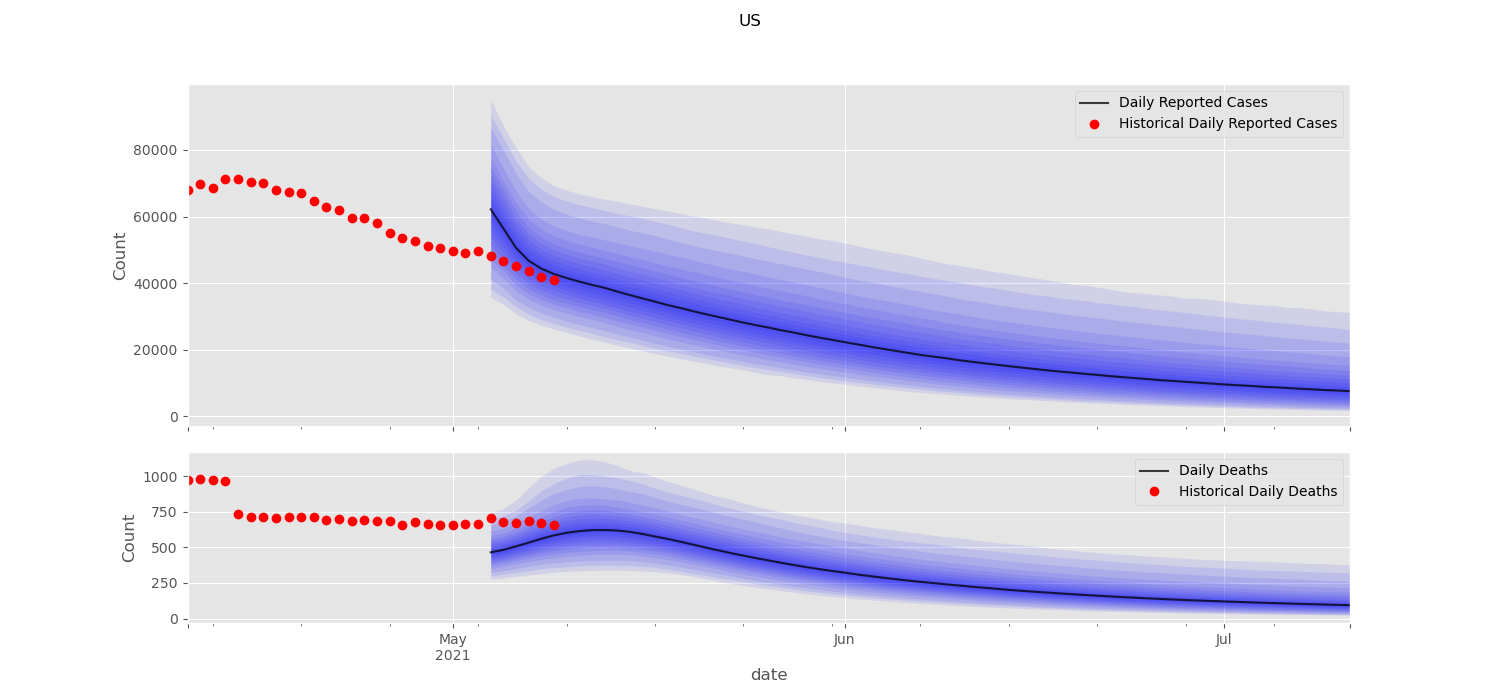 US
Daily Reported Cases
Historical Daily Reported Cases
80000
60000
40000
20000
0
Count
Daily Deaths
Historical Daily Deaths
1000
750
500
250
0
Count
May
2021
Jun
Jul
date